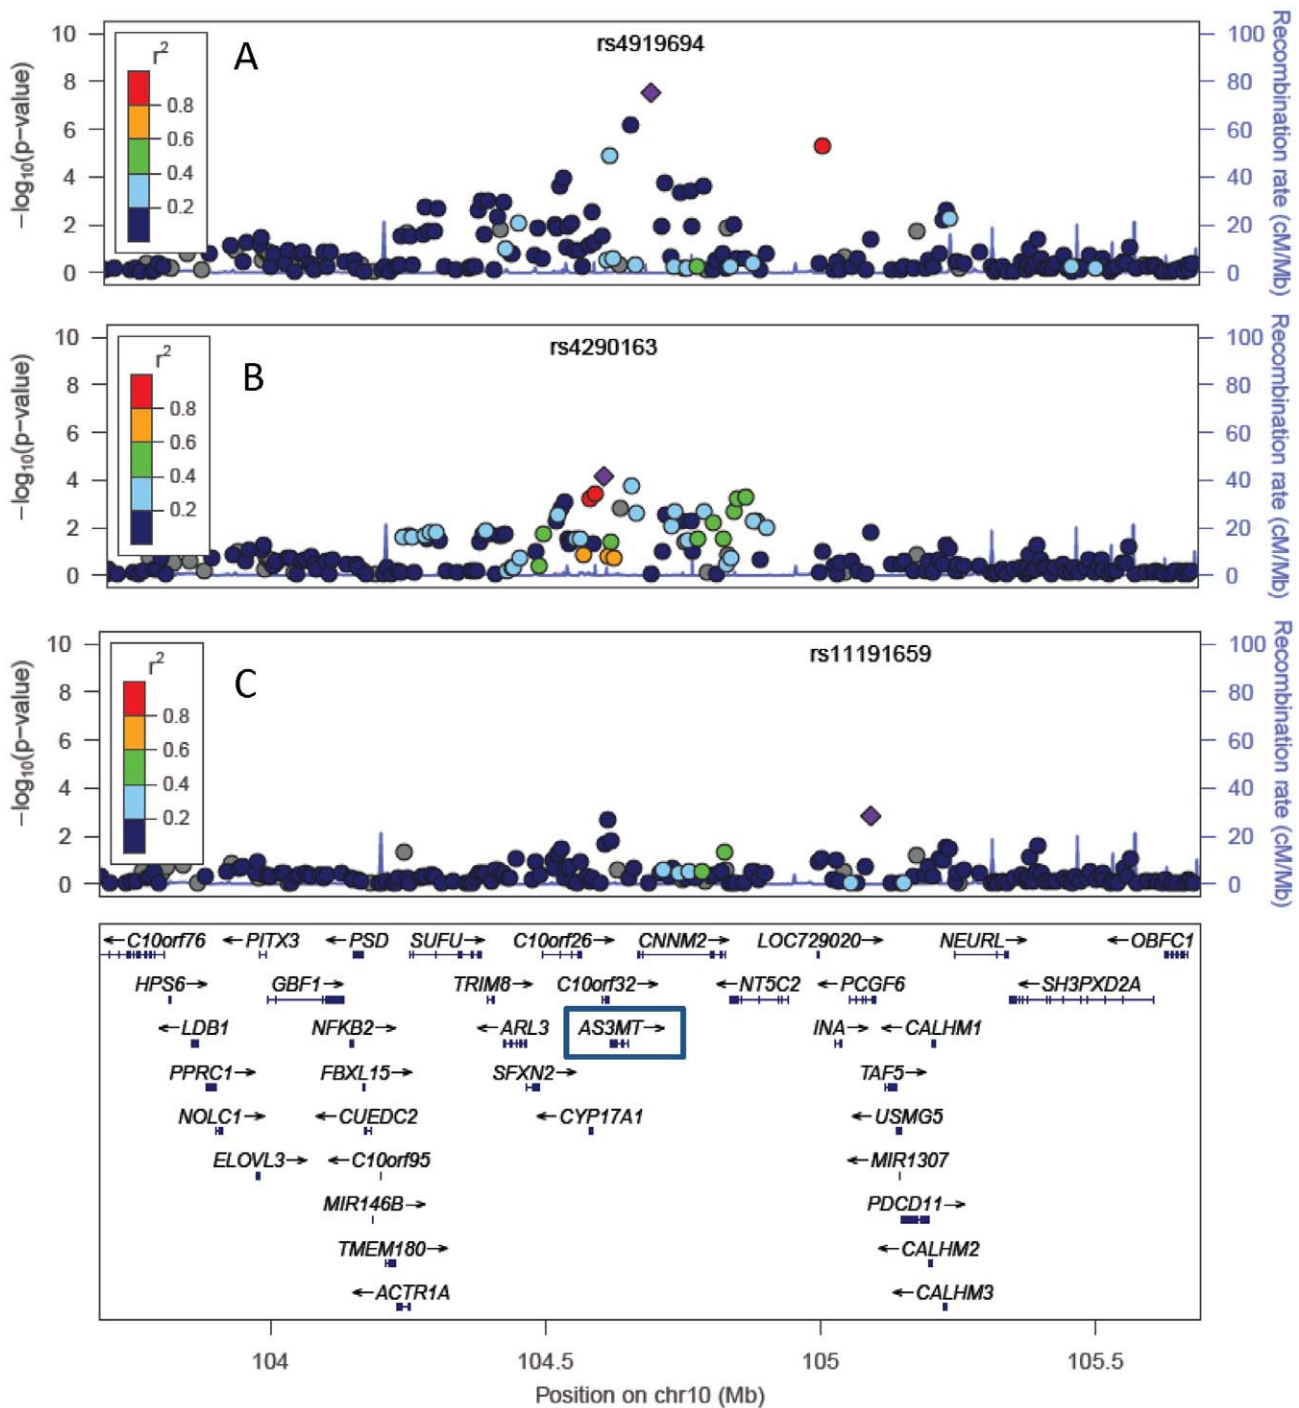 A
rs4919694
r²
0.8
0.6
0.4
0.2
10
8
6
4
2
0
−log₁₀(p−value)
100
80
60
40
20
0
Recombination rate (cM/Mb)
B
rs4290163
r²
0.8
0.6
0.4
0.2
10
8
6
4
2
0
−log₁₀(p−value)
100
80
60
40
20
0
Recombination rate (cM/Mb)
C
rs11191659
r²
0.8
0.6
0.4
0.2
10
8
6
4
2
0
−log₁₀(p−value)
100
80
60
40
20
0
Recombination rate (cM/Mb)
←C10orf76 ←PITX3 ←PSD SUFU→ C10orf26→ CNNM2→ LOC729020→ NEURL→ ←OBFC1
HPS6→ GBF1→ TRIM8→ C10orf32→ ←NT5C2 ←PCGF6 ←SH3PXD2A
←LDB1 NFKB2→ ←ARL3 AS3MT→ INA→ ←CALHM1
PPRC1→ FBXL15→ SFXN2→ TAF5→
NOLC1→ ←CUEDC2 ←CYP17A1 ←USMG5
ELOVL3→ ←C10orf95 ←MIR1307
MIR146B→ PDCD11→
TMEM180→ ←CALHM2
←ACTR1A ←CALHM3
104 104.5 105 105.5
Position on chr10 (Mb)